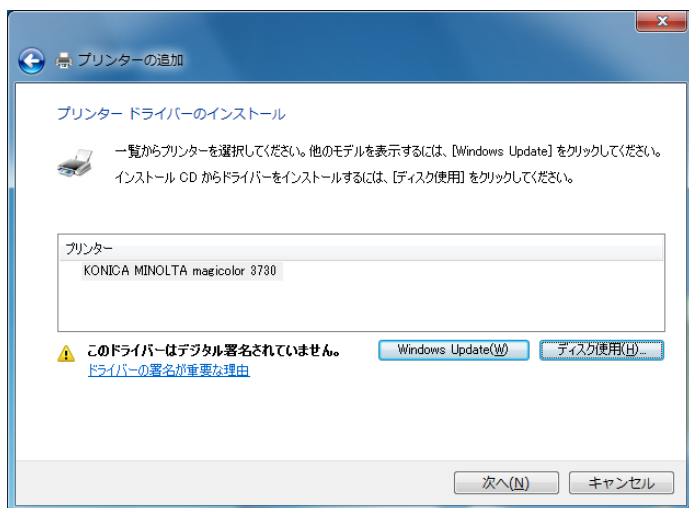 プリンターの追加
プリンター ドライバーのインストール
一覧からプリンターを選択してください。他のモデルを表示するには、[Windows Update] をクリックしてください。
インストール CD からドライバーをインストールするには、[ディスク使用] をクリックしてください。
プリンター
KONICA MINOLTA magicolor 3730
このドライバーはデジタル署名されていません。
ドライバーの署名が重要な理由
Windows Update(W)
ディスク使用(H)...
次へ(N)
キャンセル